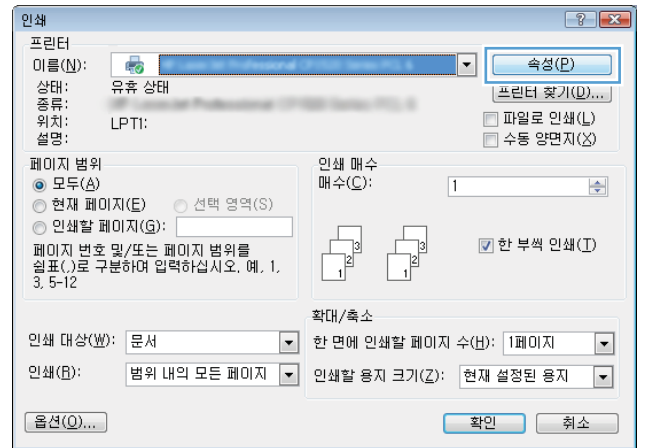 인쇄
프린터
이름(N):
속성(P)
상태: 유휴 상태
프린터 찾기(D)...
종류:
위치: LPT1:
파일로 인쇄(L)
설명:
수동 양면지(X)
페이지 범위
모두(A)
현재 페이지(E) 선택 영역(S)
인쇄할 페이지(G):
페이지 번호 및/또는 페이지 범위를
쉼표(,)로 구분하여 입력하십시오. 예, 1,
3, 5-12
인쇄 매수
매수(C): 1
3 3
2 2
1 1
한 부씩 인쇄(T)
인쇄 대상(W): 문서
인쇄(R): 범위 내의 모든 페이지
확대/축소
한 면에 인쇄할 페이지 수(H): 1페이지
인쇄할 용지 크기(Z): 현재 설정된 용지
옵션(O)...
확인
취소